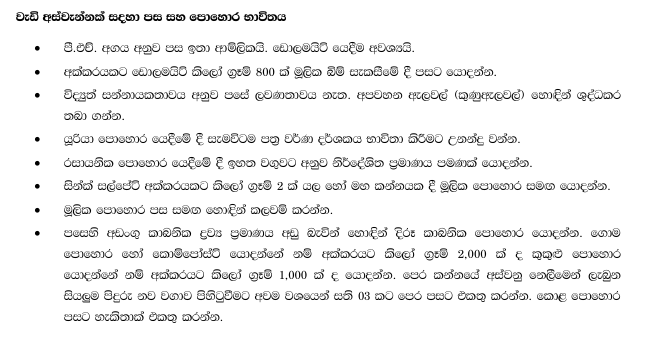 වැඩි අස්වැන්නක් සඳහා පස සහ පොහොර භාවිතය
• පී.එච්. අගය අනුව පස ඉතා ආම්ලිකයි. ඩොලමයිට් යෙදීම අවශ්‍යයි.
• අක්කරයකට ඩොලමයිට් කිලෝ ග්‍රෑම් 800 ක් මූලික බිම් සැකසීමේ දී පසට යොදන්න.
• විද්‍යුත් සන්නායකතාවය අනුව පසේ ලවණතාවය නැත. අපවහන ඇලවල් (කුණුඇලවල්) හොඳින් ශුද්ධකර
තබා ගන්න.
• යූරියා පොහොර යෙදීමේ දී සැමවිටම පත්‍ර වර්ණ දර්ශකය භාවිතා කිරීමට උනන්දු වන්න.
• රසායනික පොහොර යෙදීමේ දී ඉහත වගුවට අනුව නිර්දේශිත ප්‍රමාණය පමණක් යොදන්න.
• සින්ක් සල්පේට් අක්කරයකට කිලෝ ග්‍රෑම් 2 ක් යල හෝ මහ කන්නයක දී මූලික පොහොර සමඟ යොදන්න.
• මූලික පොහොර පස සමඟ හොඳින් කලවම් කරන්න.
• පසෙහි අඩංගු කාබනික ද්‍රව්‍ය ප්‍රමාණය අඩු බැවින් හොඳින් දිරූ කාබනික පොහොර යොදන්න. ගොම
පොහොර හෝ කොම්පෝස්ට් යොදන්නේ නම් අක්කරයට කිලෝ ග්‍රෑම් 2,000 ක් ද කුකුළු පොහොර
යොදන්නේ නම් අක්කරයට කිලෝ ග්‍රෑම් 1,000 ක් ද යොදන්න. පෙර කන්නයේ අස්වනු නෙලීමෙන් ලැබුන
සියලුම පිදුරු නව වගාව පිහිටුවීමට අවම වශයෙන් සති 03 කට පෙර පසට එකතු කරන්න. කොළ පොහොර
පසට හැකිතාක් එකතු කරන්න.